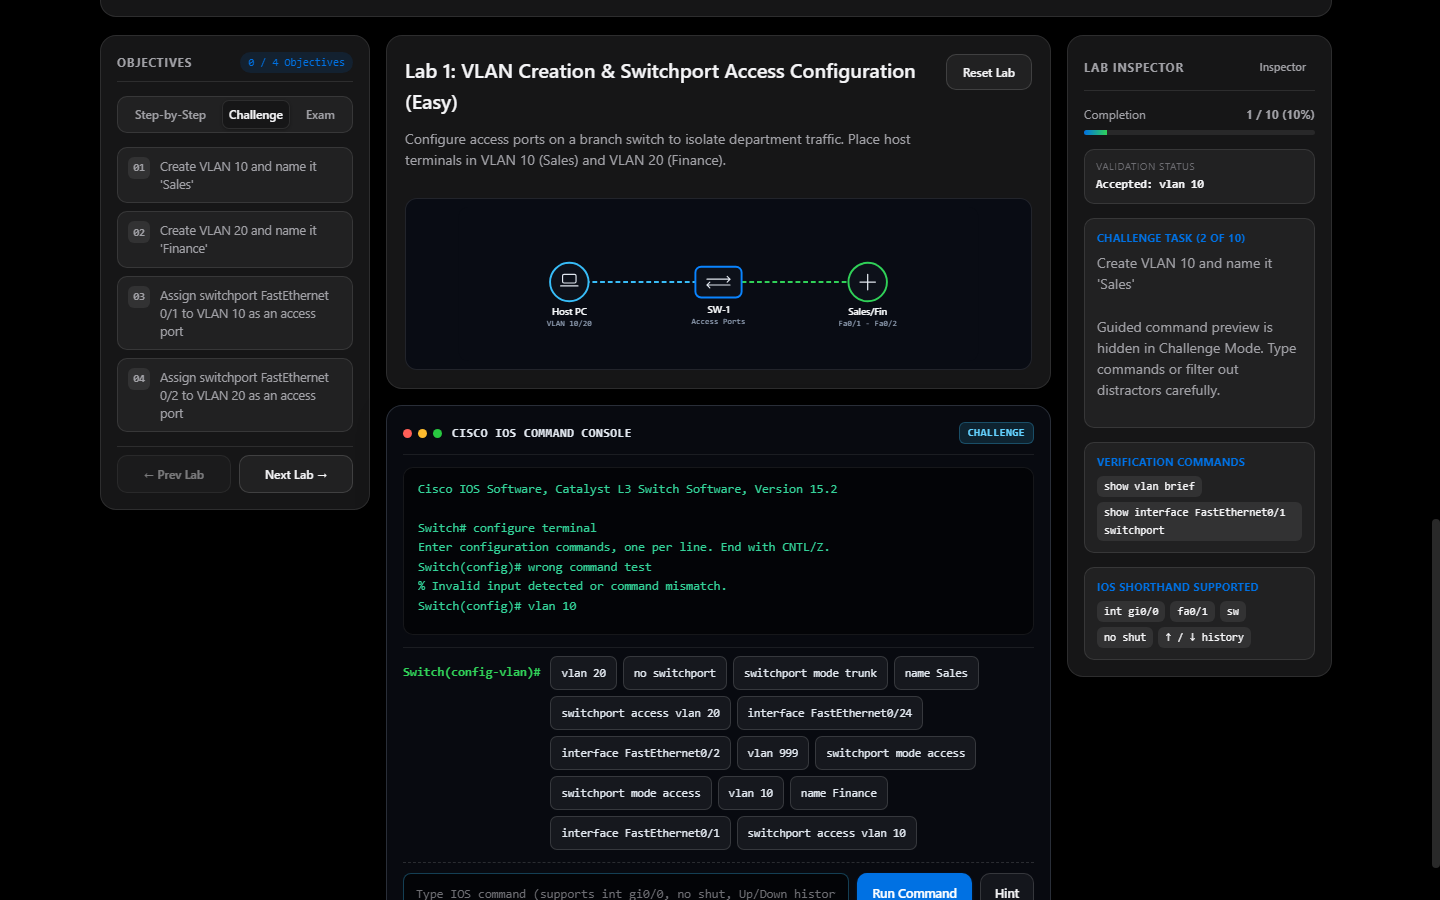 OBJECTIVES
0 / 4 Objectives
Step-by-Step
Challenge
Exam
01
Create VLAN 10 and name it
'Sales'
02
Create VLAN 20 and name it
'Finance'
03
Assign switchport FastEthernet
0/1 to VLAN 10 as an access
port
04
Assign switchport FastEthernet
0/2 to VLAN 20 as an access
port
← Prev Lab
Next Lab →
Lab 1: VLAN Creation & Switchport Access Configuration
(Easy)
Reset Lab
Configure access ports on a branch switch to isolate department traffic. Place host
terminals in VLAN 10 (Sales) and VLAN 20 (Finance).
Host PC
VLAN 10/20
SW-1
Access Ports
Sales/Fin
Fa0/1 - Fa0/2
CISCO IOS COMMAND CONSOLE
CHALLENGE
Cisco IOS Software, Catalyst L3 Switch Software, Version 15.2
Switch# configure terminal
Enter configuration commands, one per line. End with CNTL/Z.
Switch(config)# wrong command test
% Invalid input detected or command mismatch.
Switch(config)# vlan 10
Switch(config-vlan)#
vlan 20
no switchport
switchport mode trunk
name Sales
switchport access vlan 20
interface FastEthernet0/24
interface FastEthernet0/2
vlan 999
switchport mode access
switchport mode access
vlan 10
name Finance
interface FastEthernet0/1
switchport access vlan 10
Type IOS command (supports int gi0/0, no shut, Up/Down histor
Run Command
Hint
LAB INSPECTOR
Inspector
Completion
1 / 10 (10%)
VALIDATION STATUS
Accepted: vlan 10
CHALLENGE TASK (2 OF 10)
Create VLAN 10 and name it
'Sales'
Guided command preview is
hidden in Challenge Mode. Type
commands or filter out
distractors carefully.
VERIFICATION COMMANDS
show vlan brief
show interface FastEthernet0/1
switchport
IOS SHORTHAND SUPPORTED
int gi0/0
fa0/1
sw
no shut
↑ / ↓ history